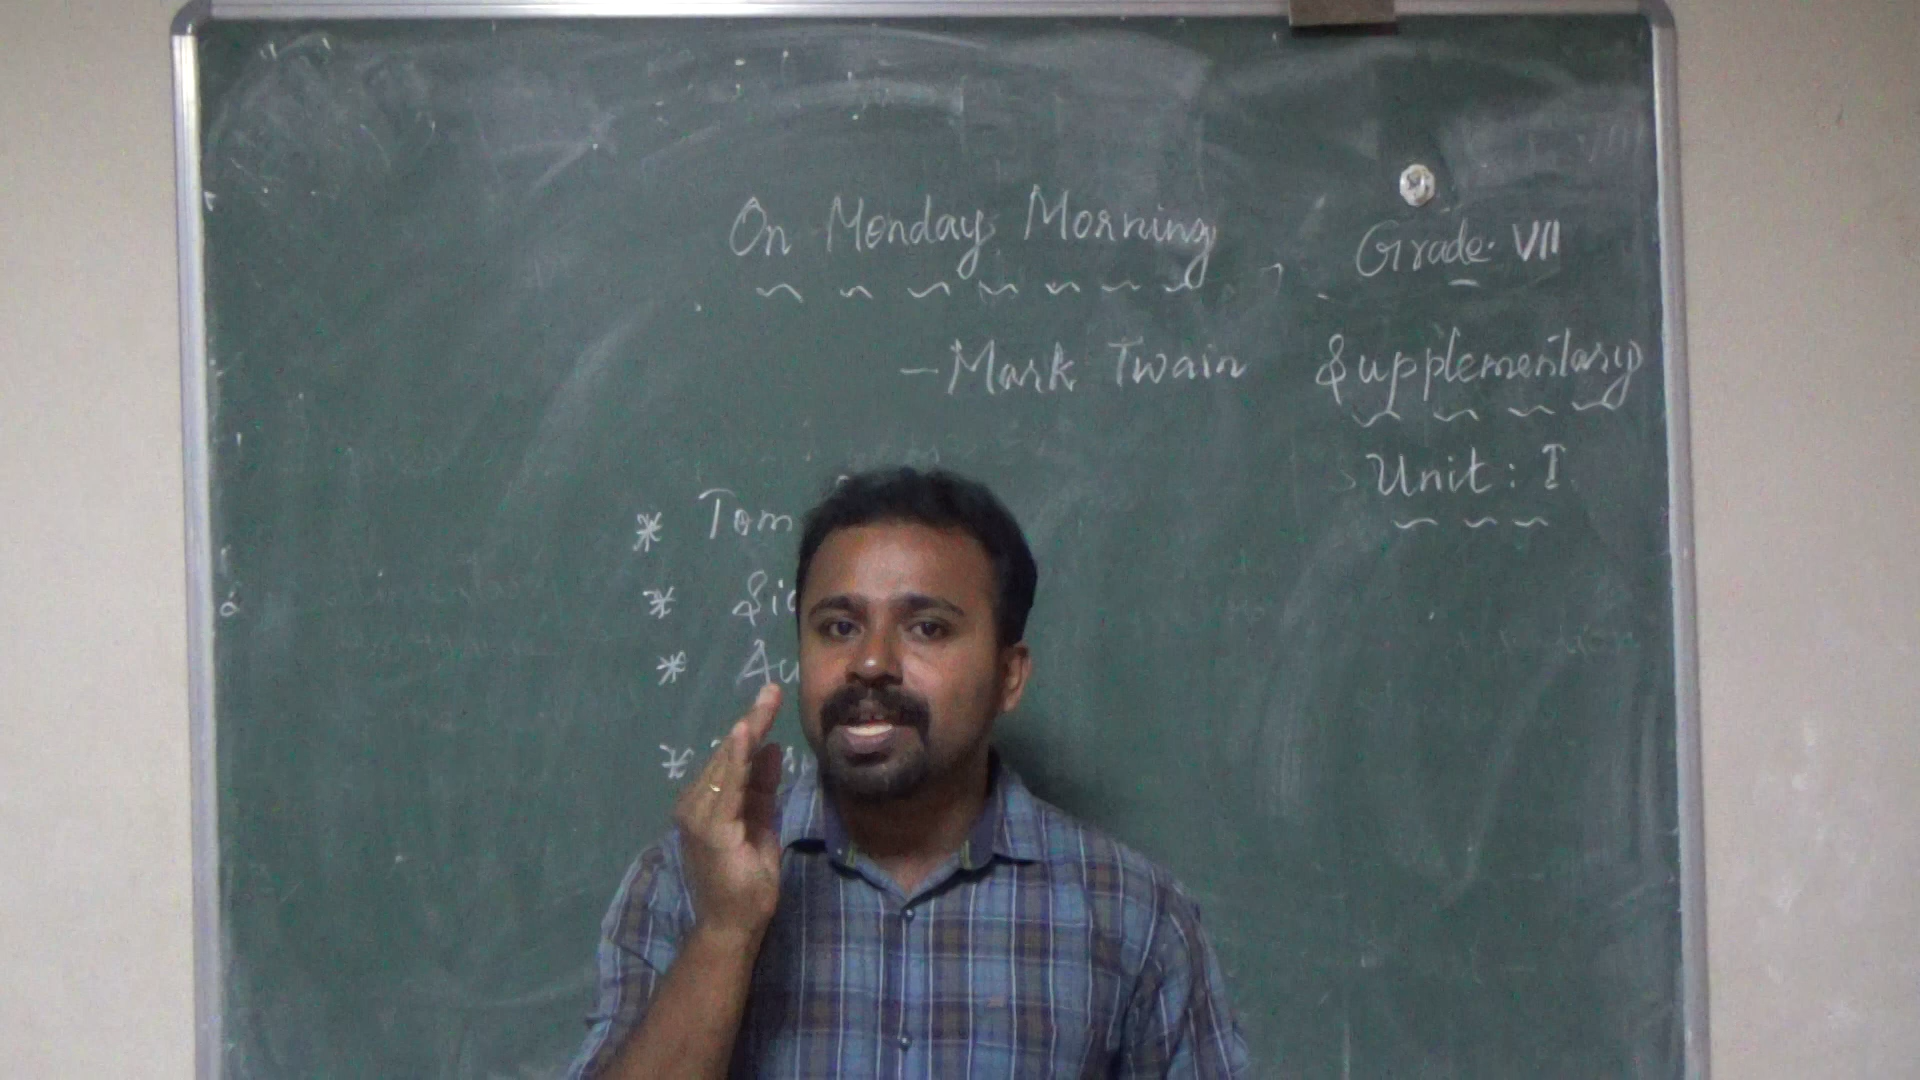 On Monday Morning
Grade. VII
- Mark Twain
Supplementary
Unit : I
* Tom
*
*
*